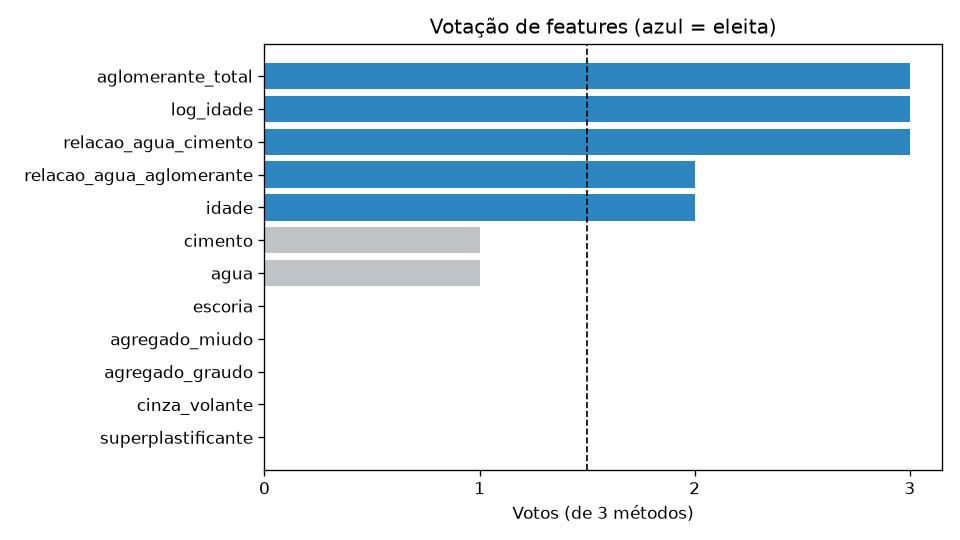 Votação de features (azul = eleita)
aglomerante_total
log_idade
relacao_agua_cimento
relacao_agua_aglomerante
idade
cimento
agua
escoria
agregado_miudo
agregado_graudo
cinza_volante
superplastificante
0 1 2 3
Votos (de 3 métodos)